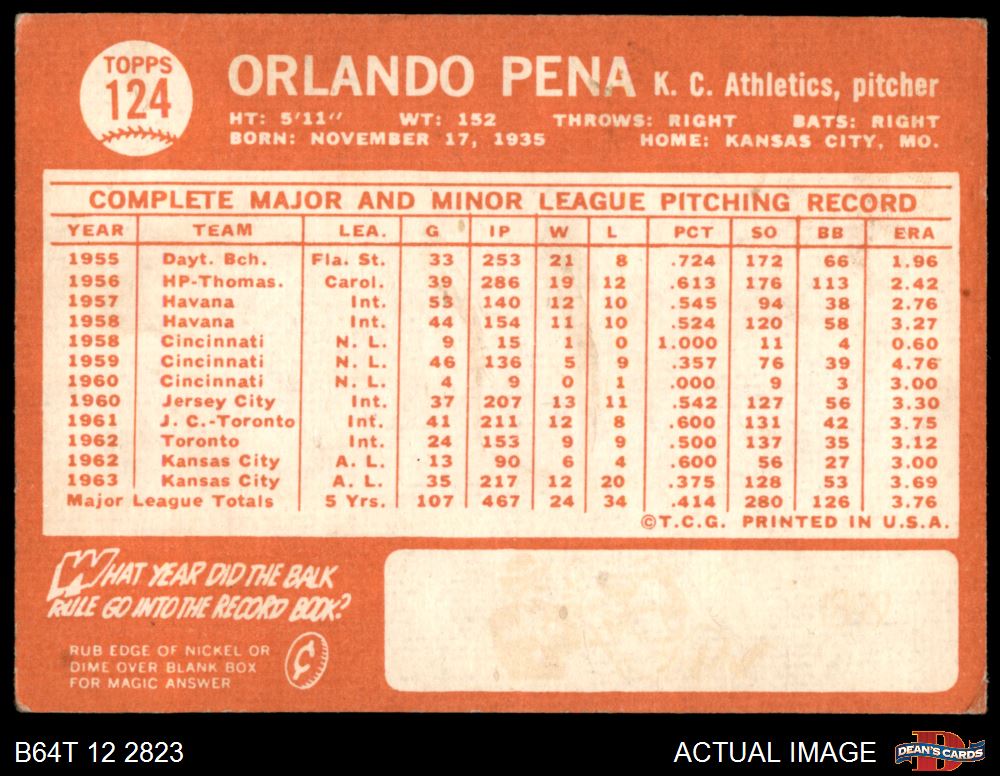 TOPPS
124
ORLANDO PENA K. C. Athletics, pitcher
HT: 5'11" WT: 152 THROWS: RIGHT BATS: RIGHT
BORN: NOVEMBER 17, 1935 HOME: KANSAS CITY, MO.
COMPLETE MAJOR AND MINOR LEAGUE PITCHING RECORD
YEAR TEAM LEA. G IP W L PCT SO BB ERA
1955 Dayt. Bch. Fla. St. 33 253 21 8 .724 172 66 1.96
1956 HP-Thomas. Carol. 39 286 19 12 .613 176 113 2.42
1957 Havana Int. 53 140 12 10 .545 94 38 2.76
1958 Havana Int. 44 154 11 10 .524 120 58 3.27
1958 Cincinnati N. L. 9 15 1 0 1.000 11 4 0.60
1959 Cincinnati N. L. 46 136 5 9 .357 76 39 4.76
1960 Cincinnati N. L. 4 9 0 1 .000 9 3 3.00
1960 Jersey City Int. 37 207 13 11 .542 127 56 3.30
1961 J. C.-Toronto Int. 41 211 12 8 .600 131 42 3.75
1962 Toronto Int. 24 153 9 9 .500 137 35 3.12
1962 Kansas City A. L. 13 90 6 4 .600 56 27 3.00
1963 Kansas City A. L. 35 217 12 20 .375 128 53 3.69
Major League Totals 5 Yrs. 107 467 24 34 .414 280 126 3.76
©T.C.G. PRINTED IN U.S.A.
WHAT YEAR DID THE BALK
RULE GO INTO THE RECORD BOOK?
RUB EDGE OF NICKEL OR
DIME OVER BLANK BOX
FOR MAGIC ANSWER
¢
B64T 12 2823 ACTUAL IMAGE
D
DEAN'S CARDS